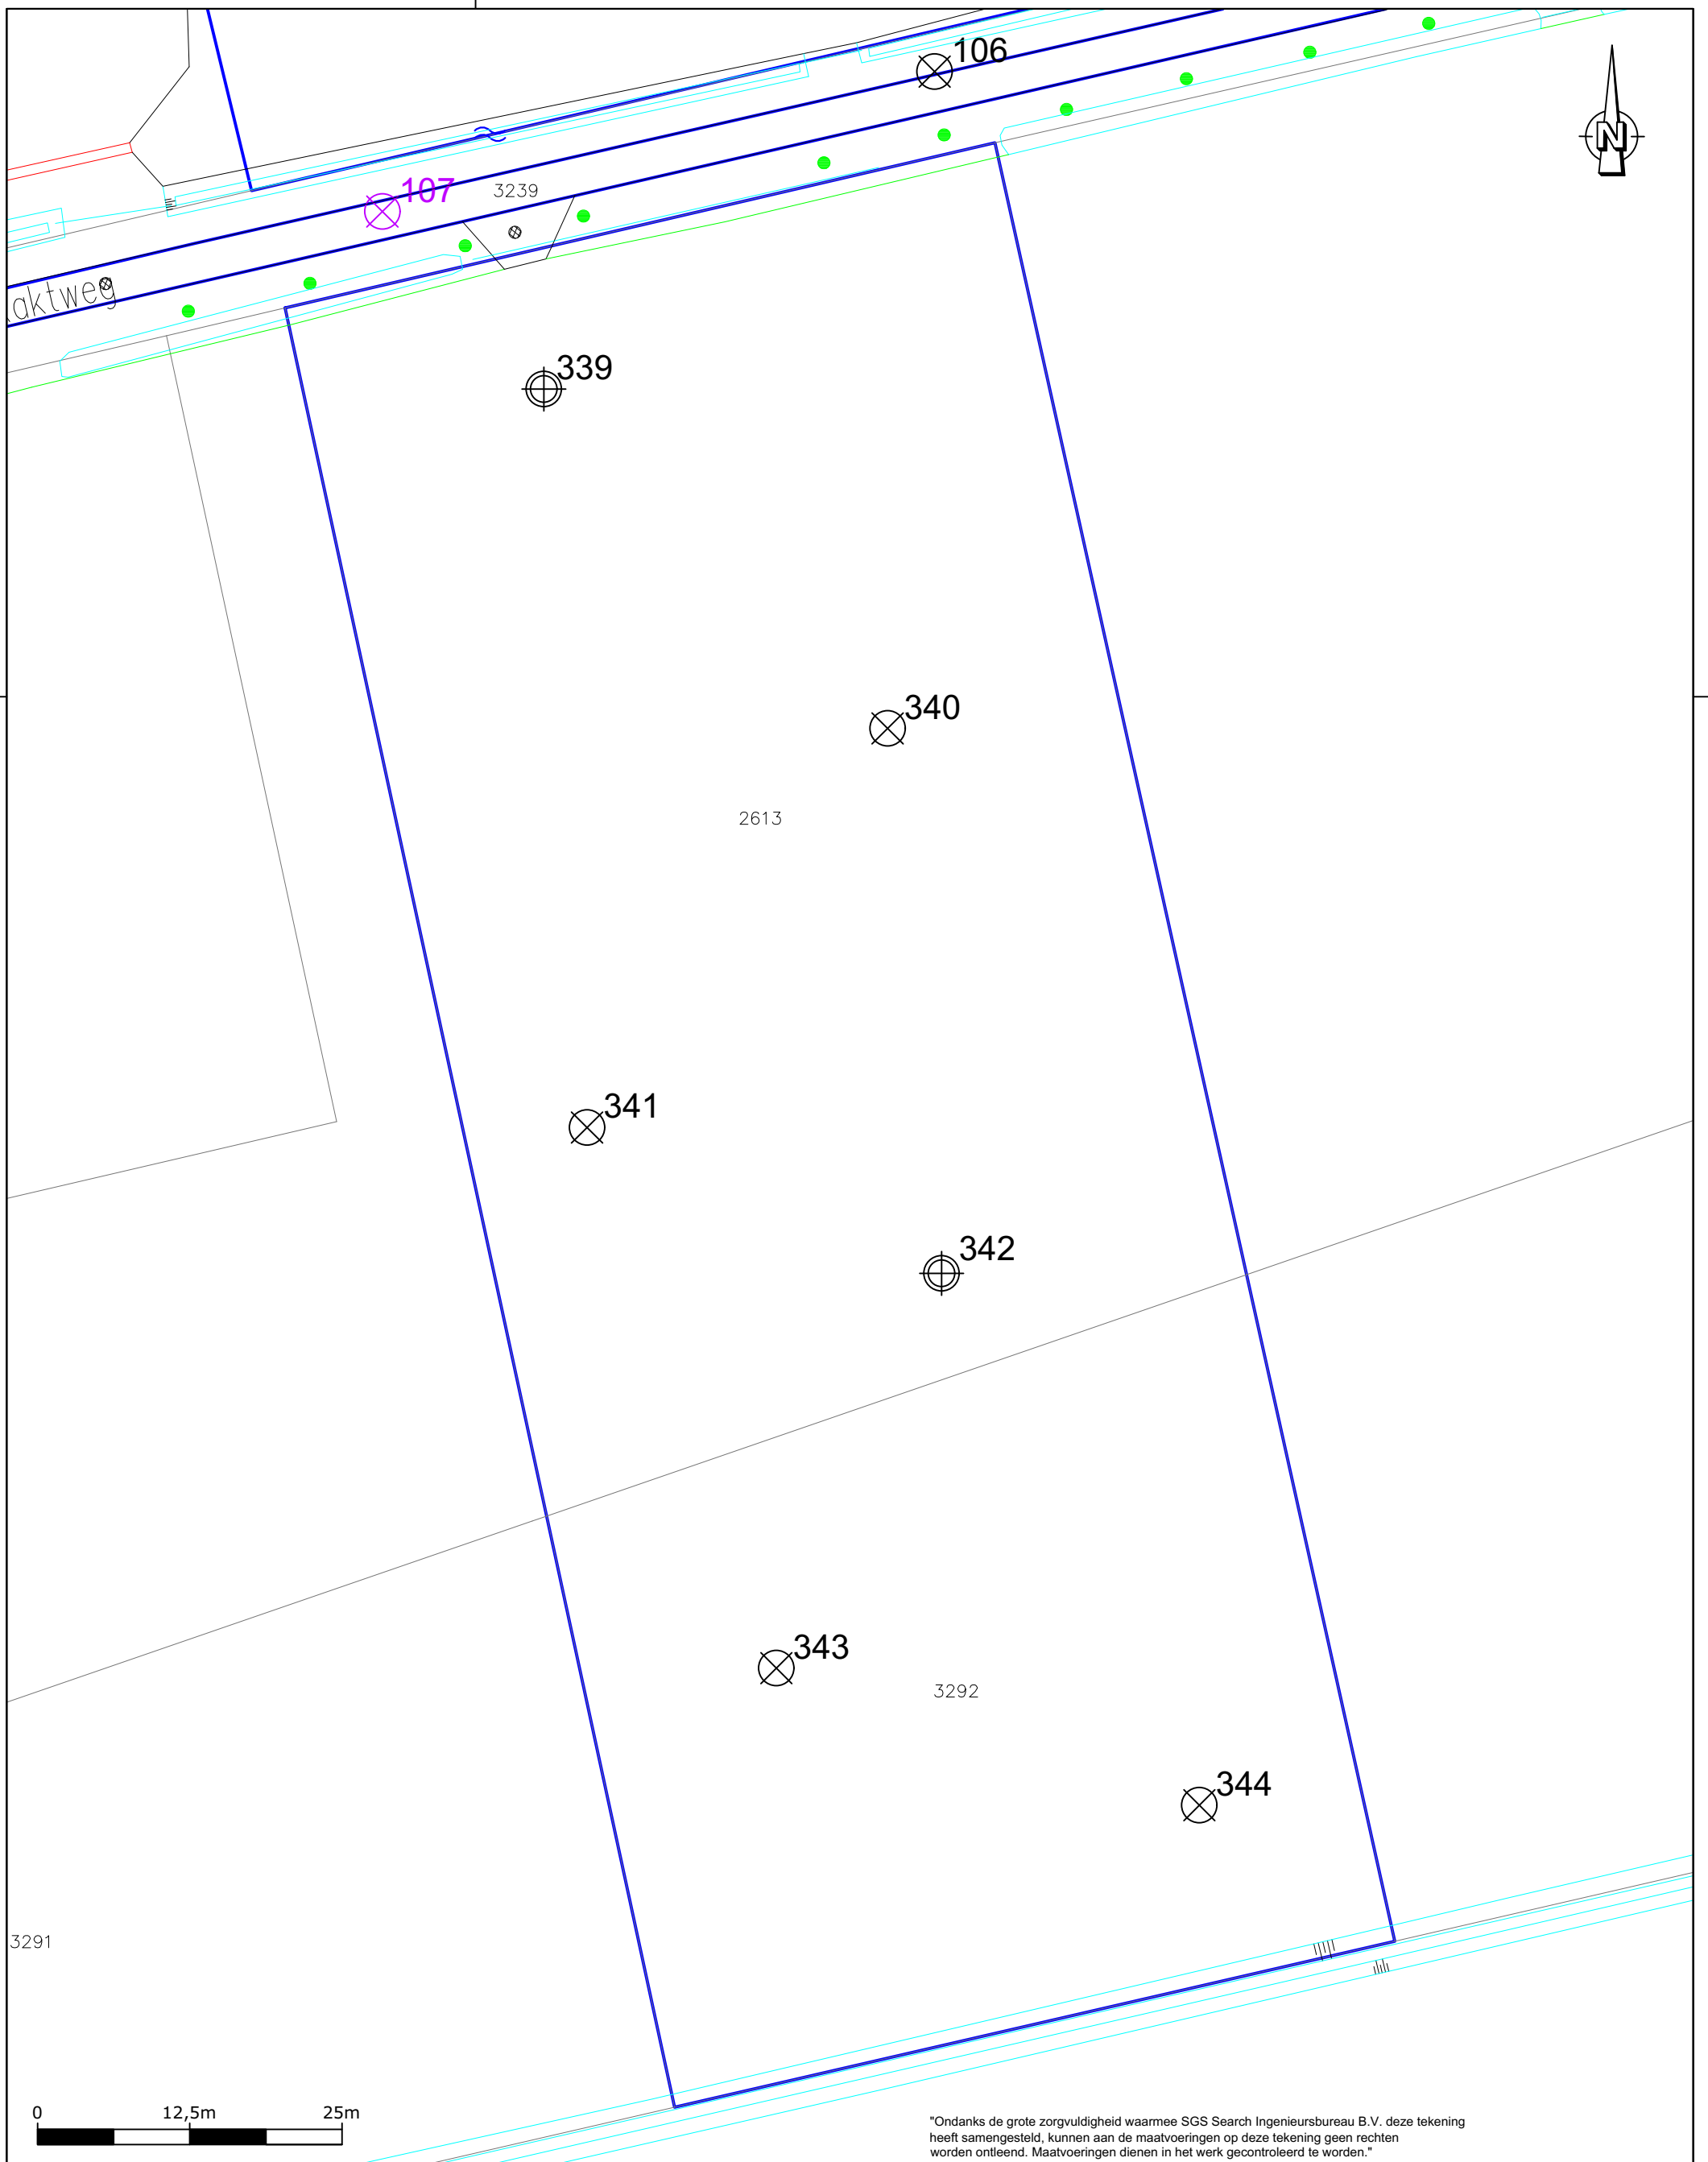 106
N
107
3239
aktweg
339
340
2613
341
342
343
3292
344
3291
0 12,5m 25m
"Ondanks de grote zorgvuldigheid waarmee SGS Search Ingenieursbureau B.V. deze tekening
heeft samengesteld, kunnen aan de maatvoeringen op deze tekening geen rechten
worden ontleend. Maatvoeringen dienen in het werk gecontroleerd te worden."